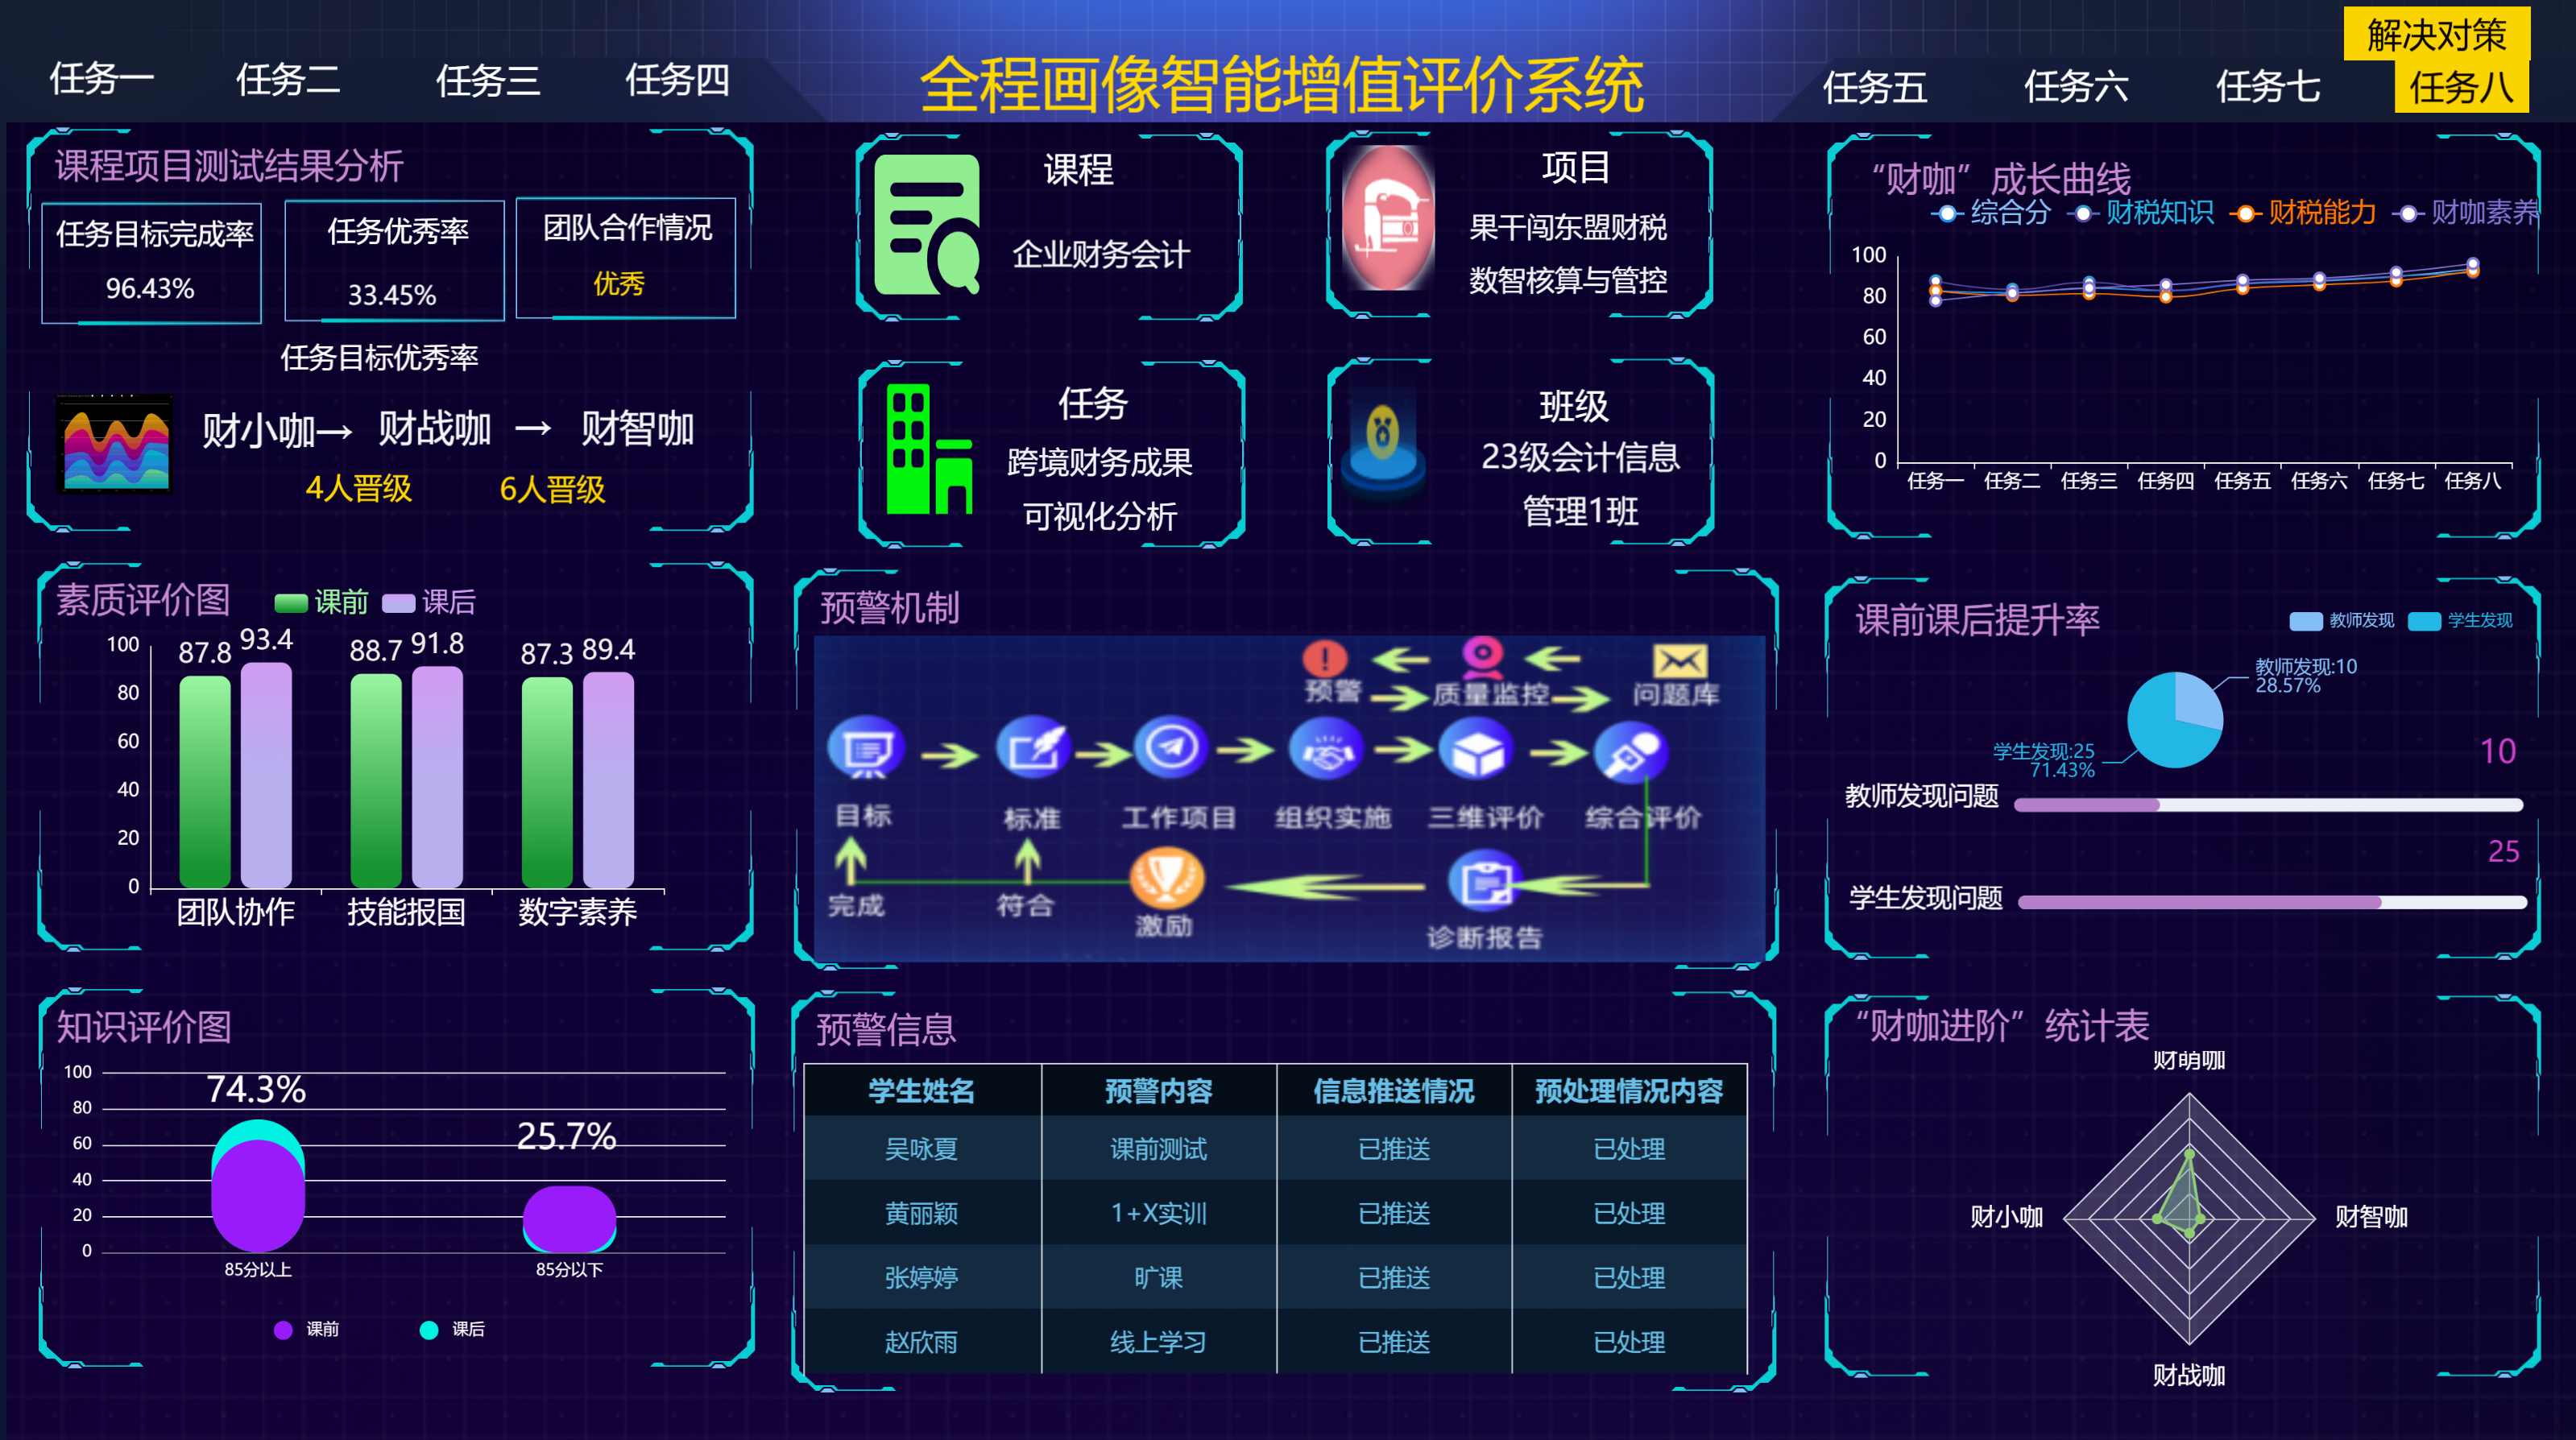 解决对策
任务一
任务二
任务三
任务四
全程画像智能增值评价系统
任务五
任务六
任务七
任务八
课程项目测试结果分析
任务目标完成率
96.43%
任务优秀率
33.45%
团队合作情况
优秀
任务目标优秀率
财小咖→ 财战咖 → 财智咖
4人晋级
6人晋级
课程
企业财务会计
项目
果干闯东盟财税
数智核算与管控
任务
跨境财务成果
可视化分析
班级
23级会计信息
管理1班
“财咖”成长曲线
综合分 财税知识 财税能力 财咖素养
100
80
60
40
20
0
任务一 任务二 任务三 任务四 任务五 任务六 任务七 任务八
素质评价图
课前 课后
100
80
60
40
20
0
87.8 93.4
88.7 91.8
87.3 89.4
团队协作 技能报国 数字素养
预警机制
预警 质量监控 问题库
目标 标准 工作项目 组织实施 三维评价 综合评价
完成 符合 激励 诊断报告
课前课后提升率
教师发现 学生发现
教师发现:10
28.57%
学生发现:25
71.43%
10
教师发现问题
25
学生发现问题
知识评价图
100
80
60
40
20
0
74.3%
25.7%
85分以上 85分以下
课前 课后
预警信息
学生姓名 预警内容 信息推送情况 预处理情况内容
吴咏夏 课前测试 已推送 已处理
黄丽颖 1+X实训 已推送 已处理
张婷婷 旷课 已推送 已处理
赵欣雨 线上学习 已推送 已处理
“财咖进阶”统计表
财萌咖
财小咖
财智咖
财战咖